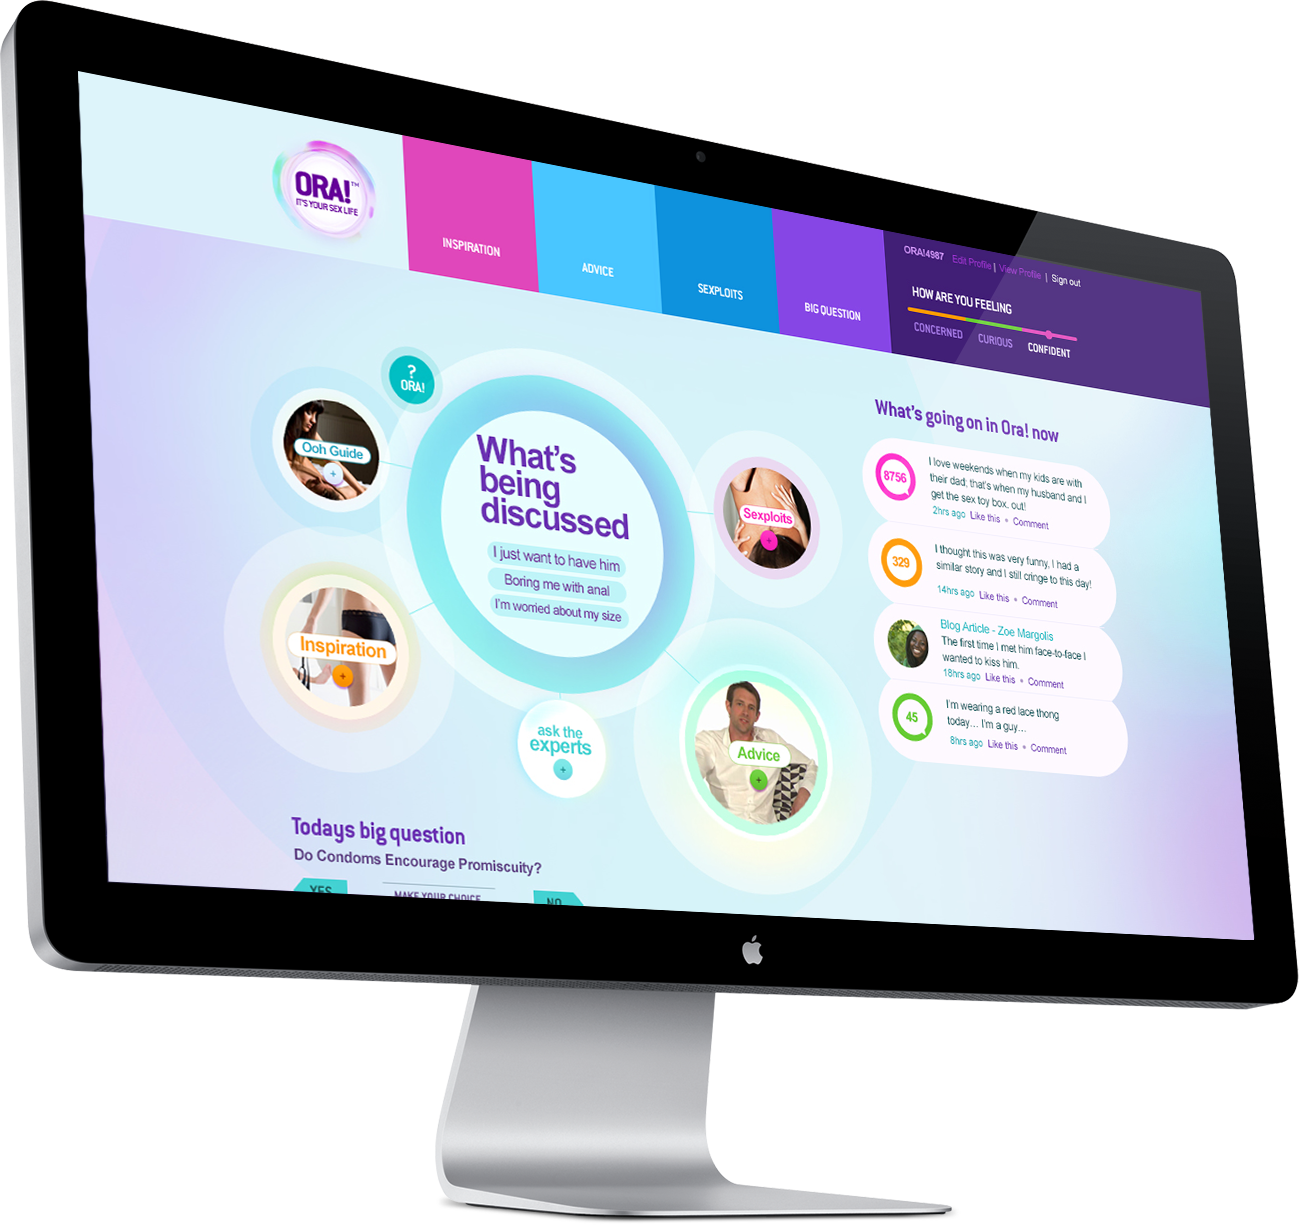 ORA!™
IT'S YOUR SEX LIFE
INSPIRATION
ADVICE
SEXPLOITS
BIG QUESTION
ORA!4987 Edit Profile | View Profile | Sign out
HOW ARE YOU FEELING
CONCERNED CURIOUS CONFIDENT
?
ORA!
Ooh Guide
+
What's
being
discussed
I just want to have him
Boring me with anal
I'm worried about my size
Sexploits
+
Inspiration
+
ask the
experts
+
Advice
+
What's going on in Ora! now
8756
I love weekends when my kids are with
their dad; that's when my husband and I
get the sex toy box. out!
2hrs ago Like this • Comment
329
I thought this was very funny, I had a
similar story and I still cringe to this day!
14hrs ago Like this • Comment
Blog Article - Zoe Margolis
The first time I met him face-to-face I
wanted to kiss him.
18hrs ago Like this • Comment
45
I'm wearing a red lace thong
today… I'm a guy…
8hrs ago Like this • Comment
Todays big question
Do Condoms Encourage Promiscuity?
YES
MAKE YOUR CHOICE
NO